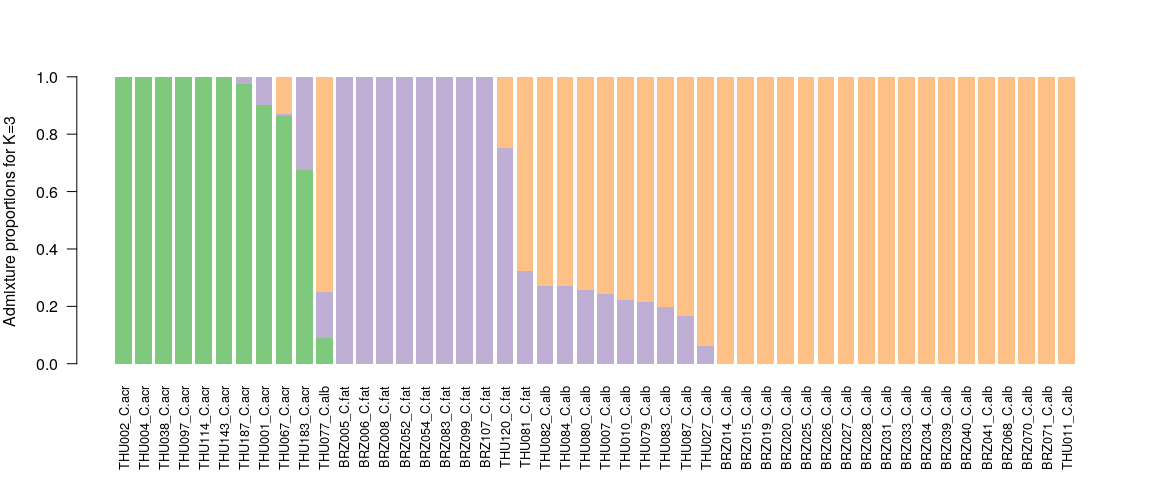 Admixture proportions for K=3
1.0
0.8
0.6
0.4
0.2
0.0
THU002_C.acr
THU004_C.acr
THU038_C.acr
THU097_C.acr
THU114_C.acr
THU143_C.acr
THU187_C.acr
THU001_C.acr
THU067_C.acr
THU183_C.acr
THU077_C.alb
BRZ005_C.fat
BRZ006_C.fat
BRZ008_C.fat
BRZ052_C.fat
BRZ054_C.fat
BRZ083_C.fat
BRZ099_C.fat
BRZ107_C.fat
THU120_C.fat
THU081_C.fat
THU082_C.alb
THU084_C.alb
THU080_C.alb
THU007_C.alb
THU010_C.alb
THU079_C.alb
THU083_C.alb
THU087_C.alb
THU027_C.alb
BRZ014_C.alb
BRZ015_C.alb
BRZ019_C.alb
BRZ020_C.alb
BRZ025_C.alb
BRZ026_C.alb
BRZ027_C.alb
BRZ028_C.alb
BRZ031_C.alb
BRZ033_C.alb
BRZ034_C.alb
BRZ039_C.alb
BRZ040_C.alb
BRZ041_C.alb
BRZ068_C.alb
BRZ070_C.alb
BRZ071_C.alb
THU011_C.alb